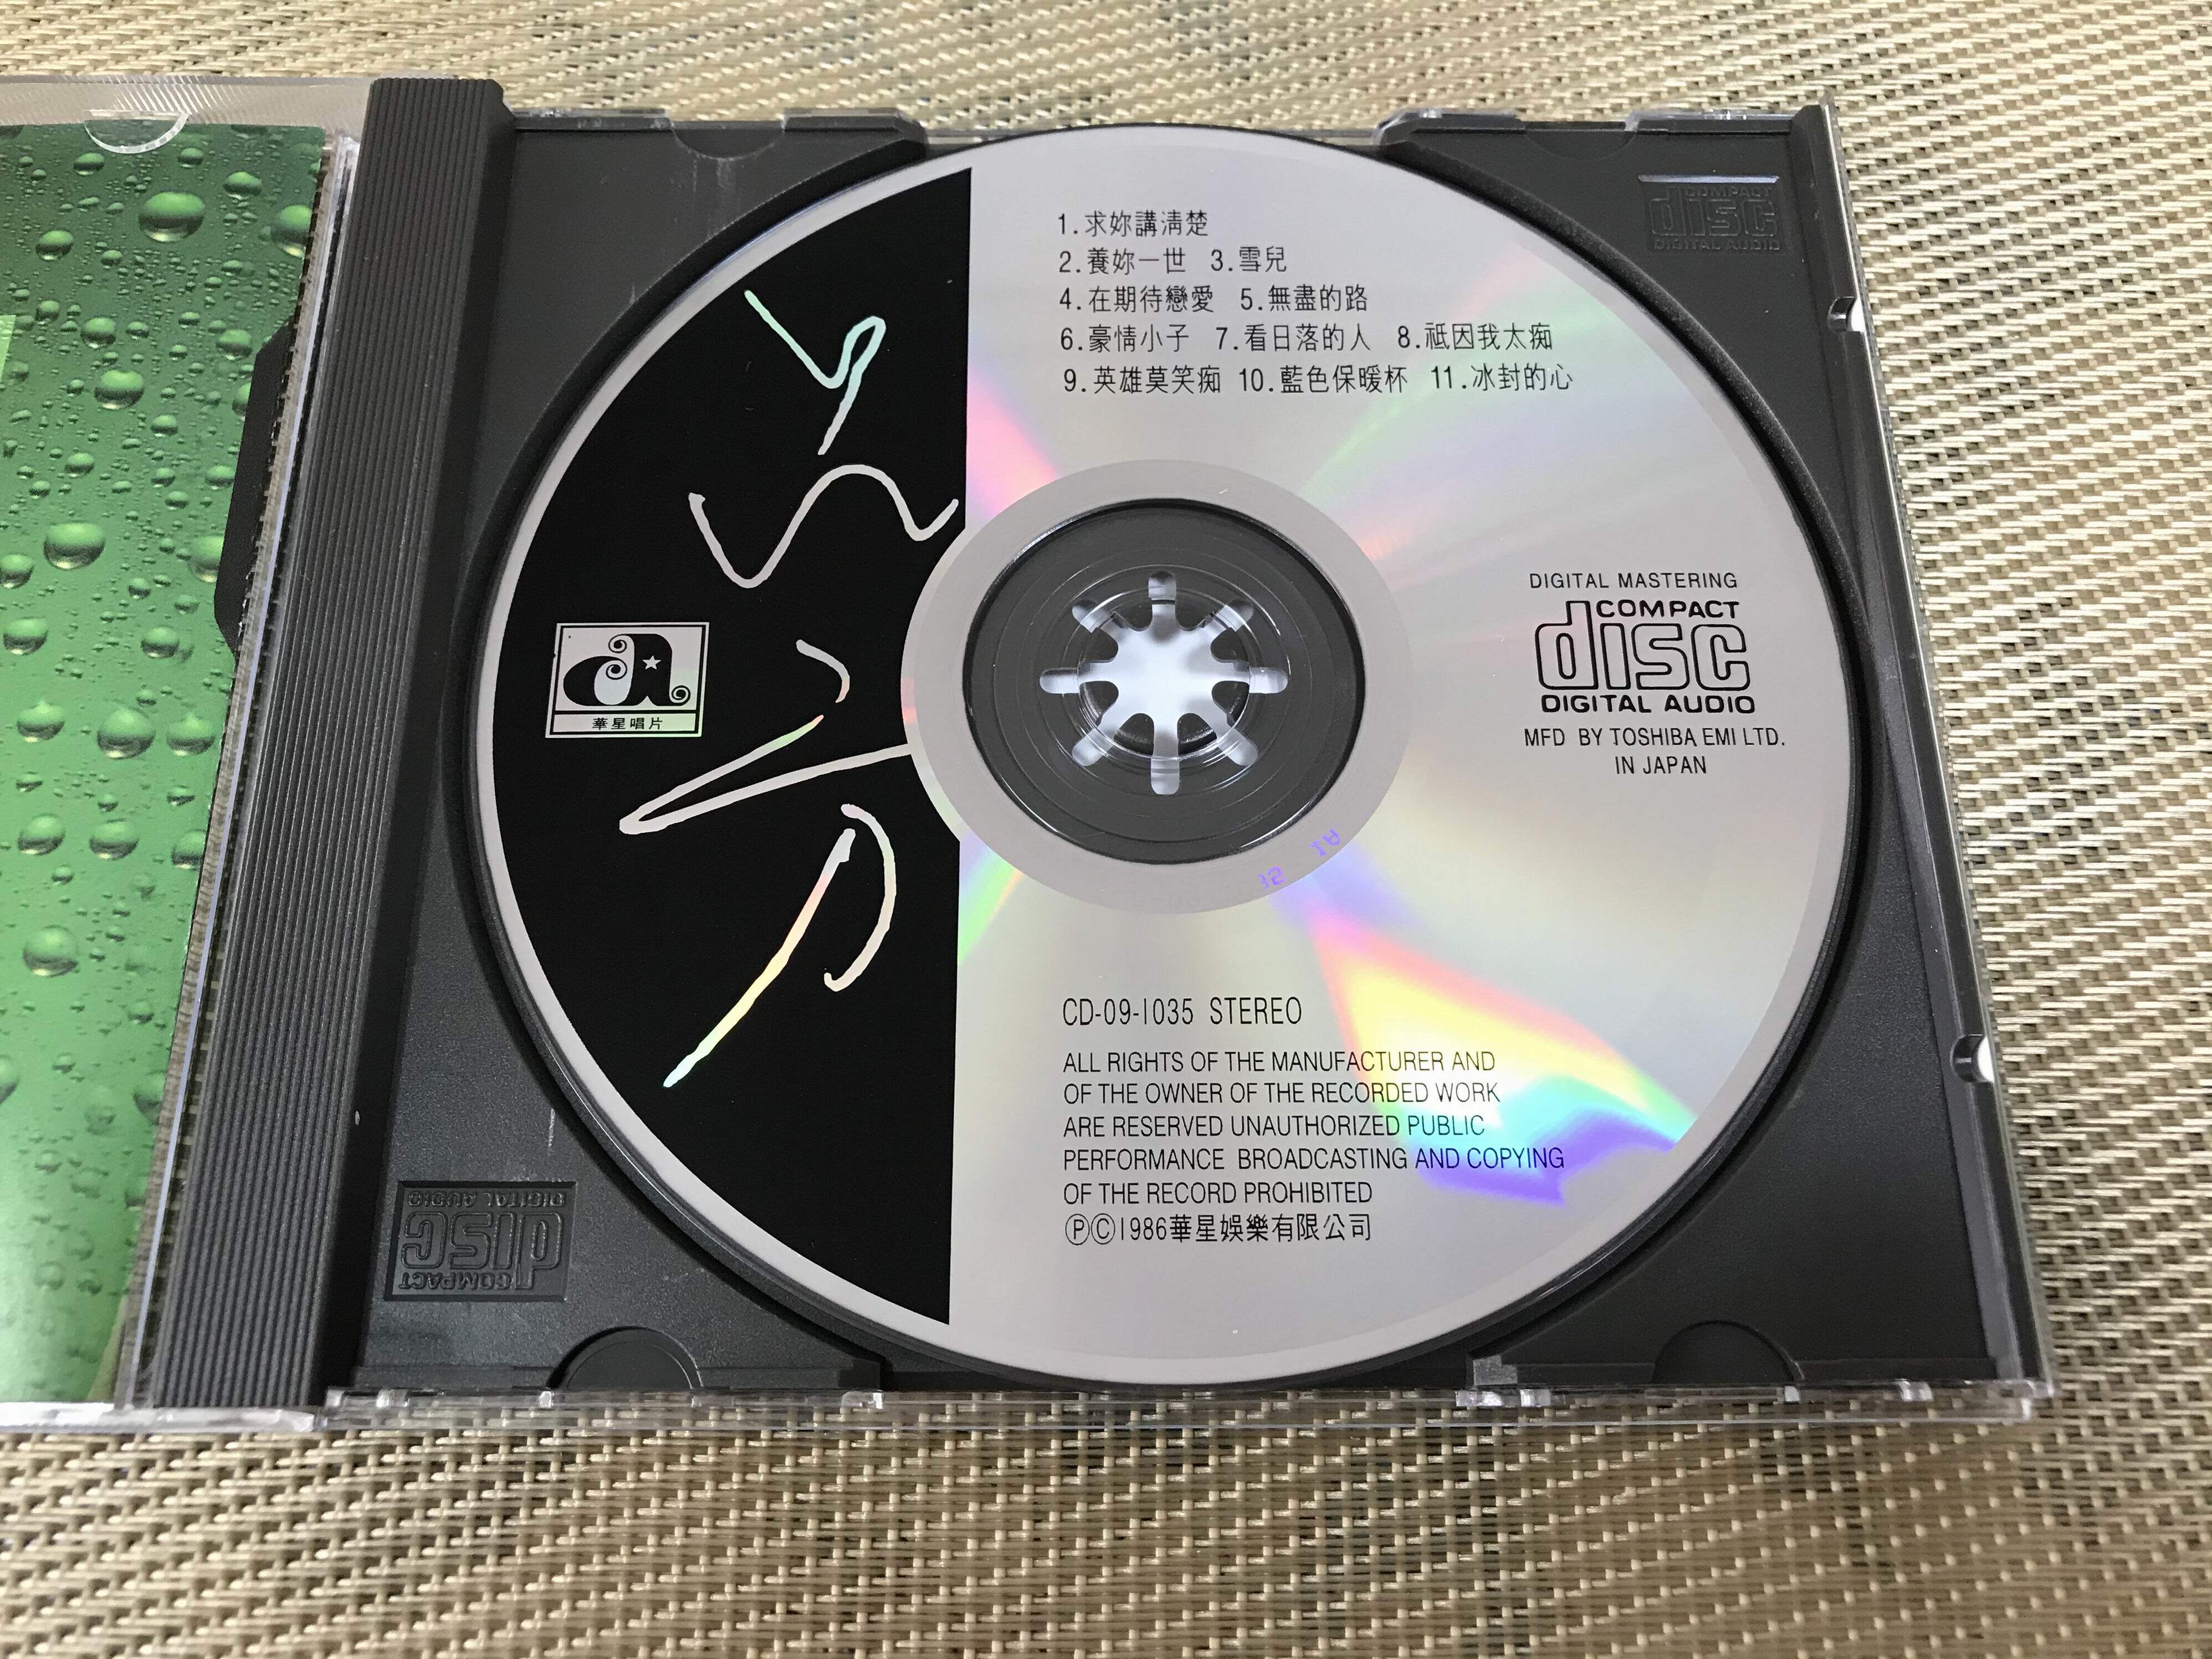 1.求妳講清楚
2.養妳一世 3.雪兒
4.在期待戀愛 5.無盡的路
6.豪情小子 7.看日落的人 8.祗因我太痴
9.英雄莫笑痴 10.藍色保暖杯 11.冰封的心
華星唱片
DIGITAL MASTERING
COMPACT
disc
DIGITAL AUDIO
MFD BY TOSHIBA EMI LTD.
IN JAPAN
CD-09-1035 STEREO
ALL RIGHTS OF THE MANUFACTURER AND
OF THE OWNER OF THE RECORDED WORK
ARE RESERVED UNAUTHORIZED PUBLIC
PERFORMANCE BROADCASTING AND COPYING
OF THE RECORD PROHIBITED
ⓅⒸ1986華星娛樂有限公司
COMPACT
disc
DIGITAL AUDIO
COMPACT
disc
DIGITAL AUDIO